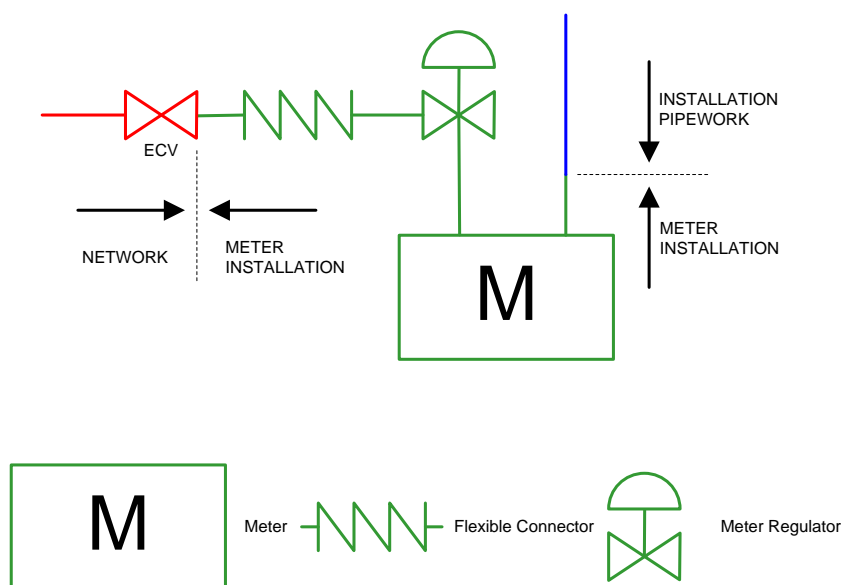 INSTALLATION
PIPEWORK
ECV
NETWORK
METER
INSTALLATION
METER
INSTALLATION
M
M
Meter
Flexible Connector
Meter Regulator